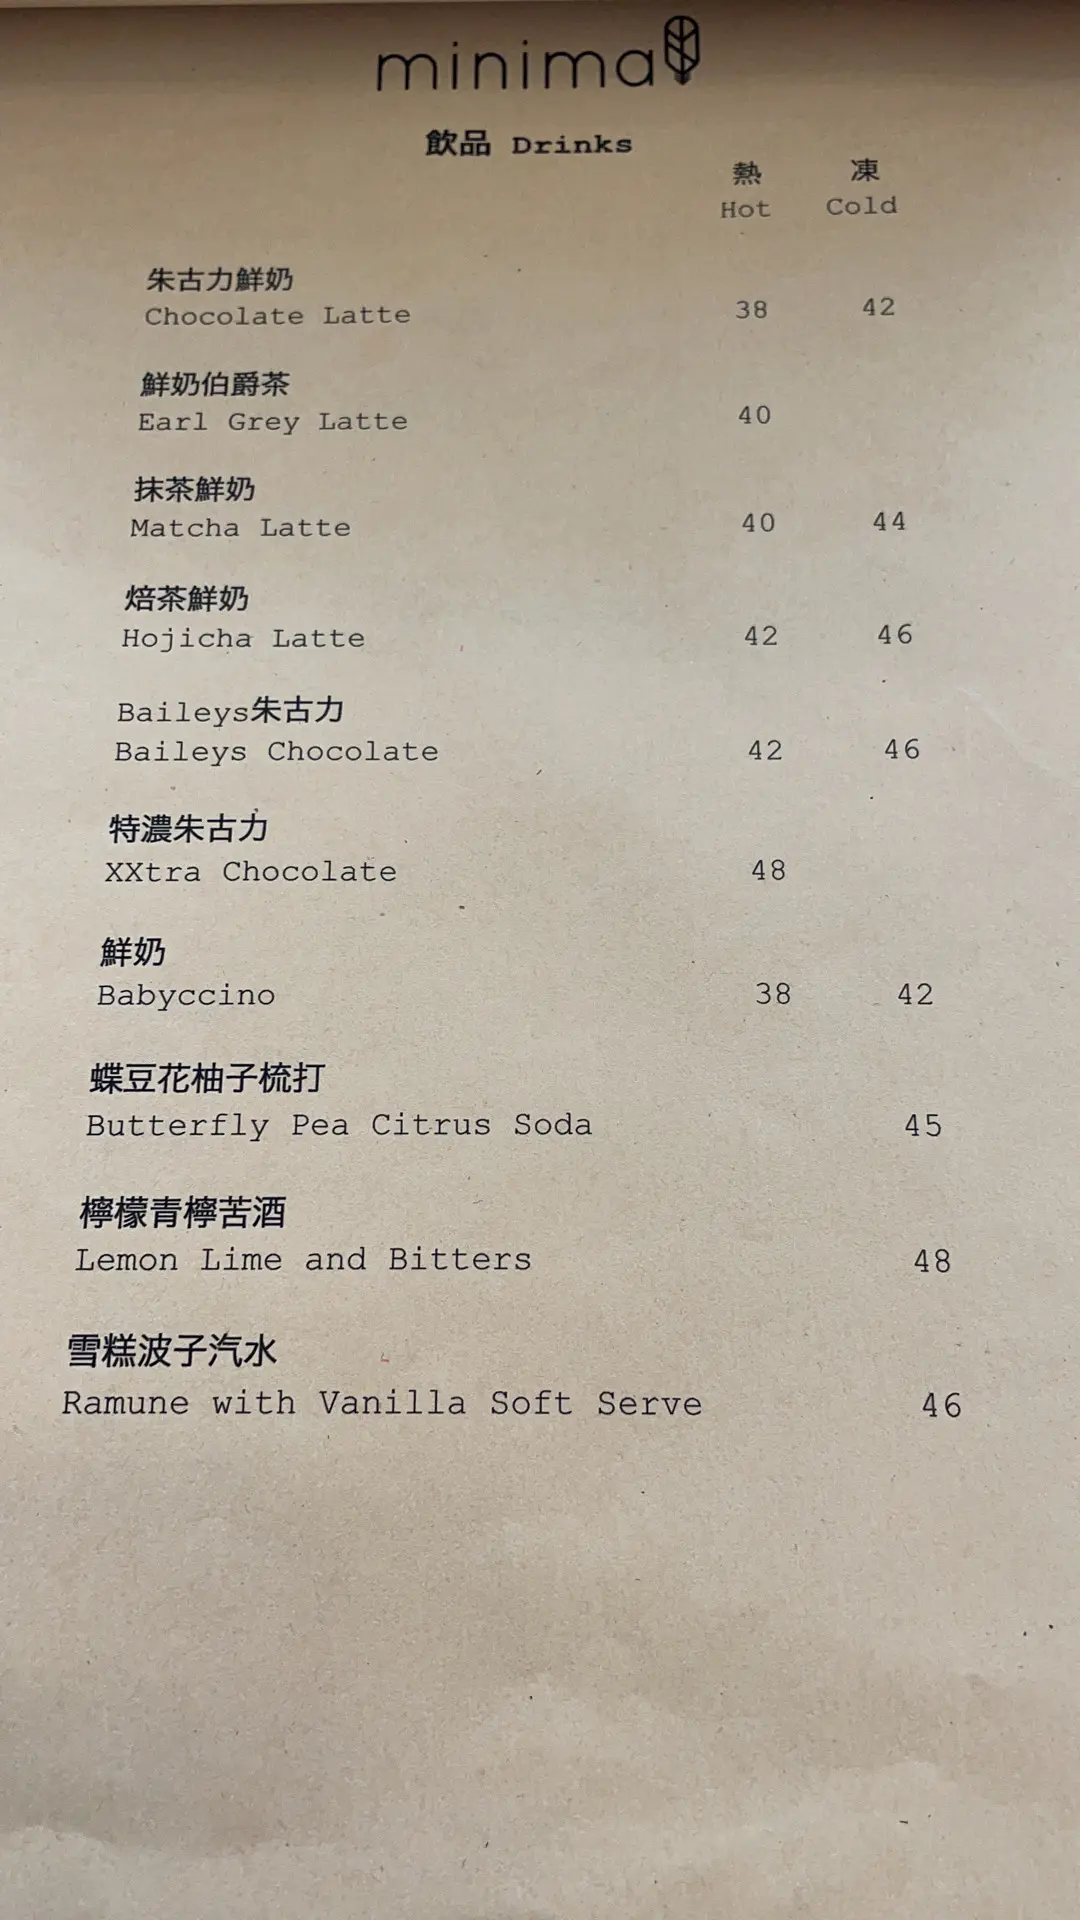 minima
飲品 Drinks
熱 凍
Hot Cold
朱古力鮮奶
Chocolate Latte 38 42
鮮奶伯爵茶
Earl Grey Latte 40
抹茶鮮奶
Matcha Latte 40 44
焙茶鮮奶
Hojicha Latte 42 46
Baileys朱古力
Baileys Chocolate 42 46
特濃朱古力
XXtra Chocolate 48
鮮奶
Babyccino 38 42
蝶豆花柚子梳打
Butterfly Pea Citrus Soda 45
檸檬青檸苦酒
Lemon Lime and Bitters 48
雪糕波子汽水
Ramune with Vanilla Soft Serve 46